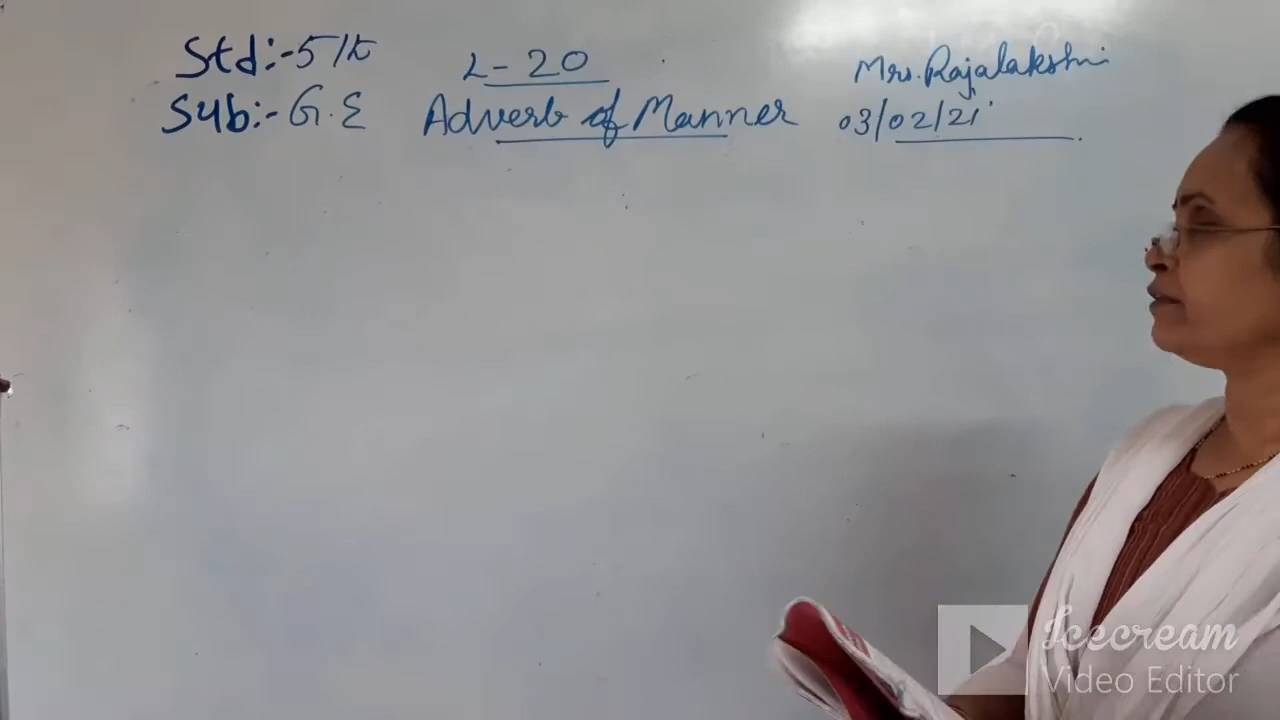 Std:-5th L-20 Mrs. Rajalakshmi
Sub:- G.E Adverb of Manner 03/02/21
Icecream
Video Editor